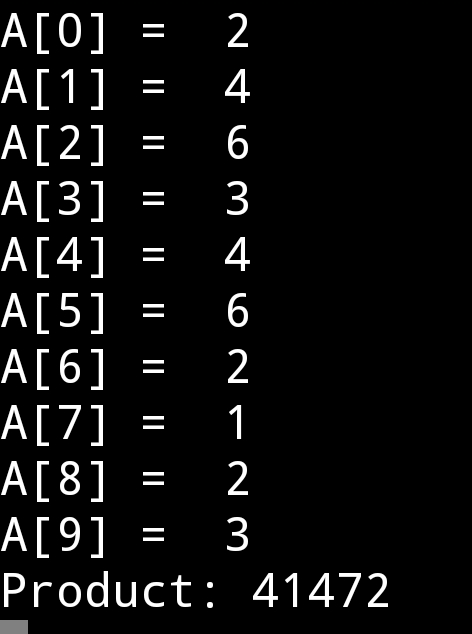 A[0] =  2
A[1] =  4
A[2] =  6
A[3] =  3
A[4] =  4
A[5] =  6
A[6] =  2
A[7] =  1
A[8] =  2
A[9] =  3
Product: 41472